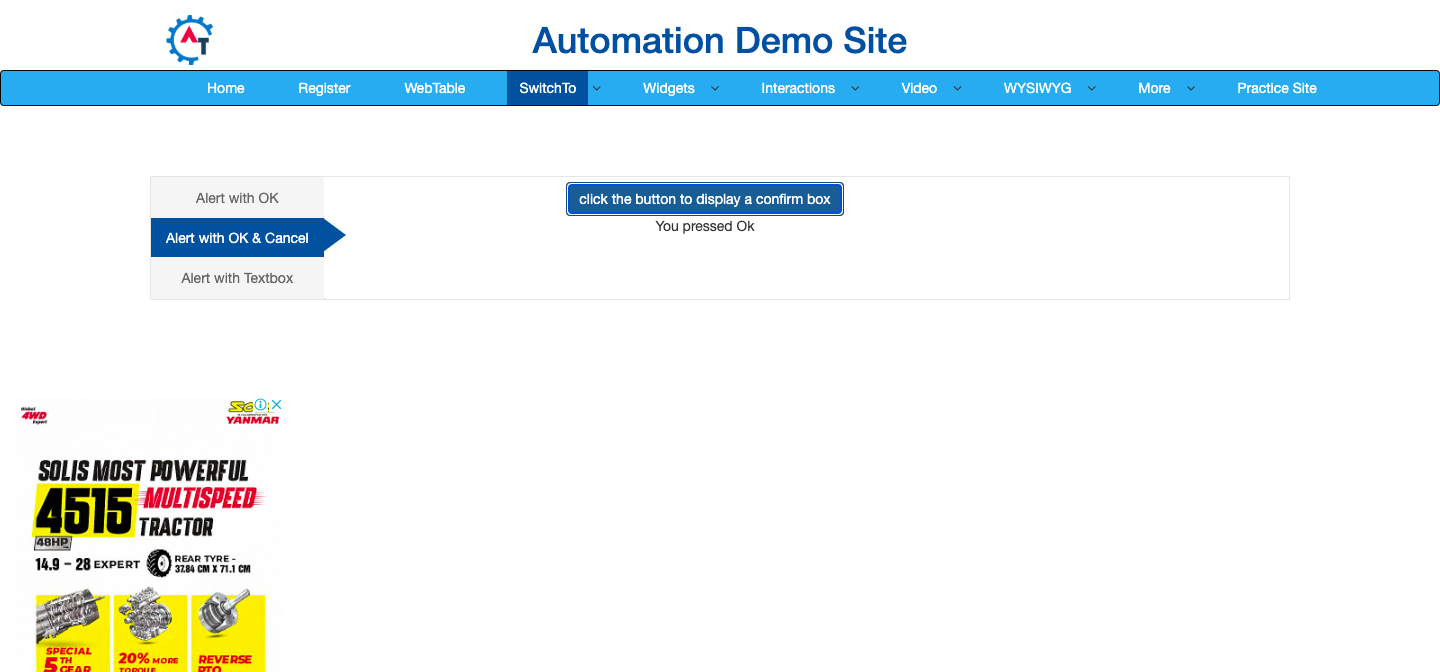 AT
Automation Demo Site
Home Register WebTable SwitchTo Widgets Interactions Video WYSIWYG More Practice Site
Alert with OK
Alert with OK & Cancel
Alert with Textbox
click the button to display a confirm box
You pressed Ok
Global
4WD
Expert
YANMAR
SOLIS MOST POWERFUL
4515 MULTISPEED
TRACTOR
48HP
14.9 – 28 EXPERT
REAR TYRE -
37.84 CM X 71.1 CM
SPECIAL
5TH
GEAR
20% MORE
TORQUE
REVERSE
PTO